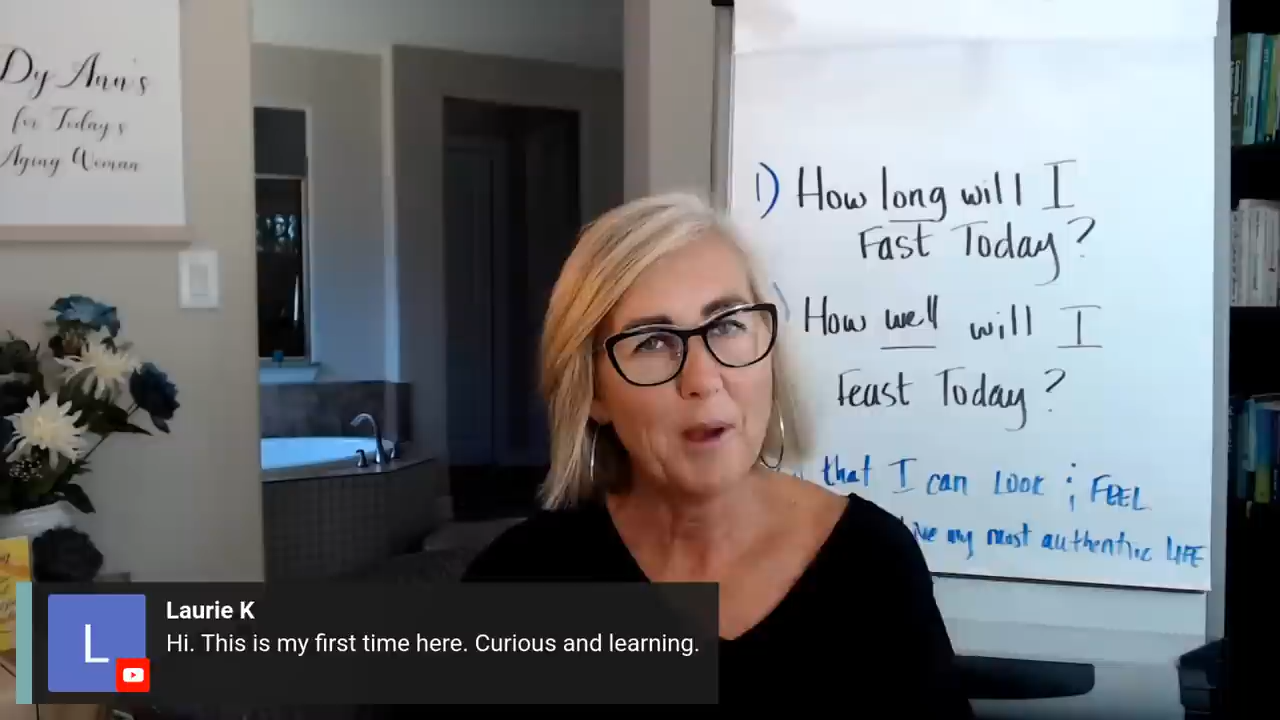 Dy Ann's
for Today's
Aging Woman
1) How long will I
Fast Today?
How well will I
Feast Today?
that I can Look & FEEL
my most authentic LIFE
Laurie K
L
Hi. This is my first time here. Curious and learning.